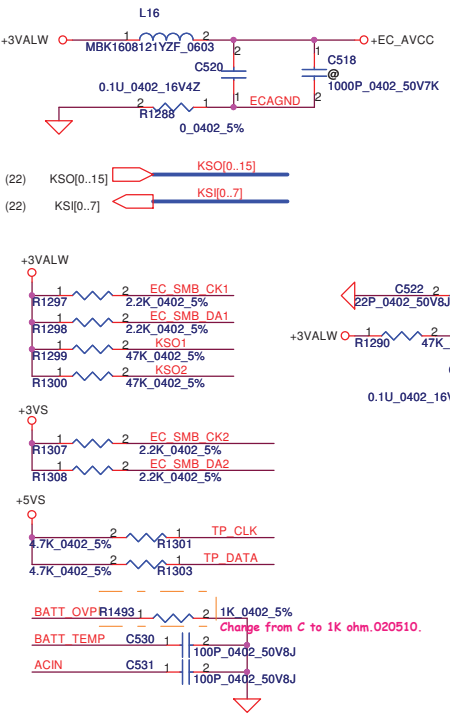 L16
+3VALW 1 2 +EC_AVCC
MBK1608121YZF_0603
2 1
C520 C518
@
0.1U_0402_16V4Z 1000P_0402_50V7K
2 1 1 ECAGND 2
R1288
0_0402_5%
KSO[0..15]
(22) KSO[0..15]
KSI[0..7]
(22) KSI[0..7]
+3VALW
1 2 EC_SMB_CK1
R1297 2.2K_0402_5%
1 2 EC_SMB_DA1
R1298 2.2K_0402_5%
1 2 KSO1
R1299 47K_0402_5%
1 2 KSO2
R1300 47K_0402_5%
C522 2
22P_0402_50V8J
+3VALW 1 2
R1290 47K_
0.1U_0402_16V
+3VS
1 2 EC_SMB_CK2
R1307 2.2K_0402_5%
1 2 EC_SMB_DA2
R1308 2.2K_0402_5%
+5VS
2 1 TP_CLK
4.7K_0402_5% R1301
2 1 TP_DATA
4.7K_0402_5% R1303
BATT_OVP R1493 1 2 1K_0402_5%
Change from C to 1K ohm.020510.
BATT_TEMP C530 1 2
100P_0402_50V8J
ACIN C531 1 2
100P_0402_50V8J